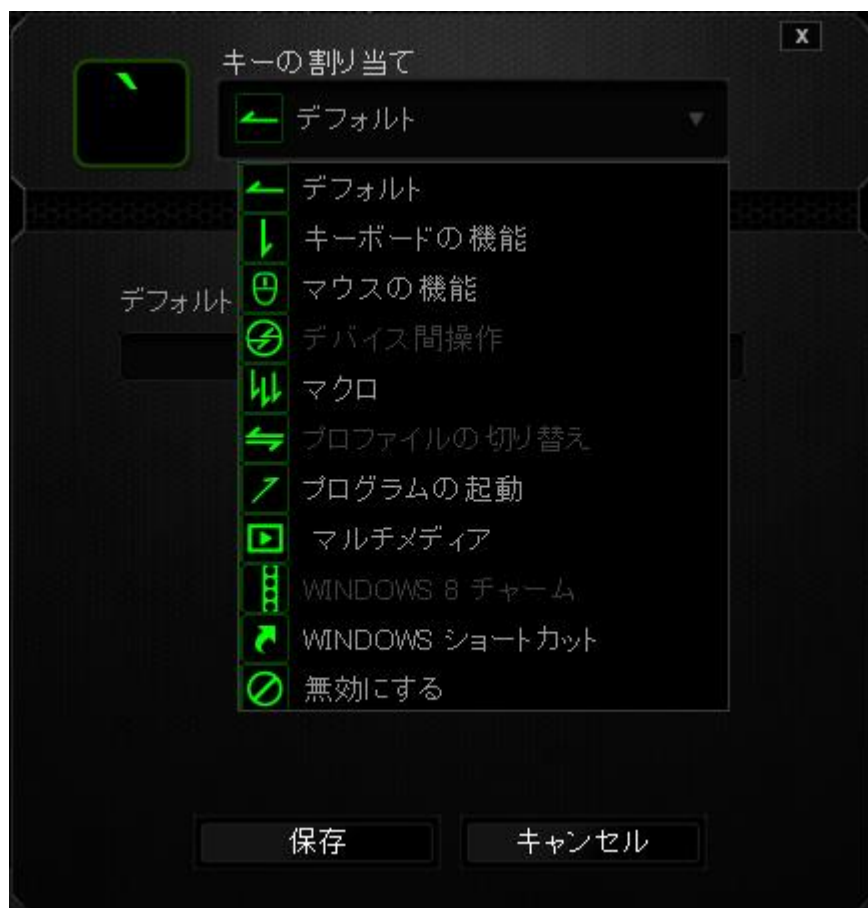 X
キーの割り当て
`
デフォルト
デフォルト
キーボードの機能
マウスの機能
デフォルト
デバイス間操作
マクロ
プロファイルの切り替え
プログラムの起動
マルチメディア
WINDOWS 8 チャーム
WINDOWS ショートカット
無効にする
保存
キャンセル